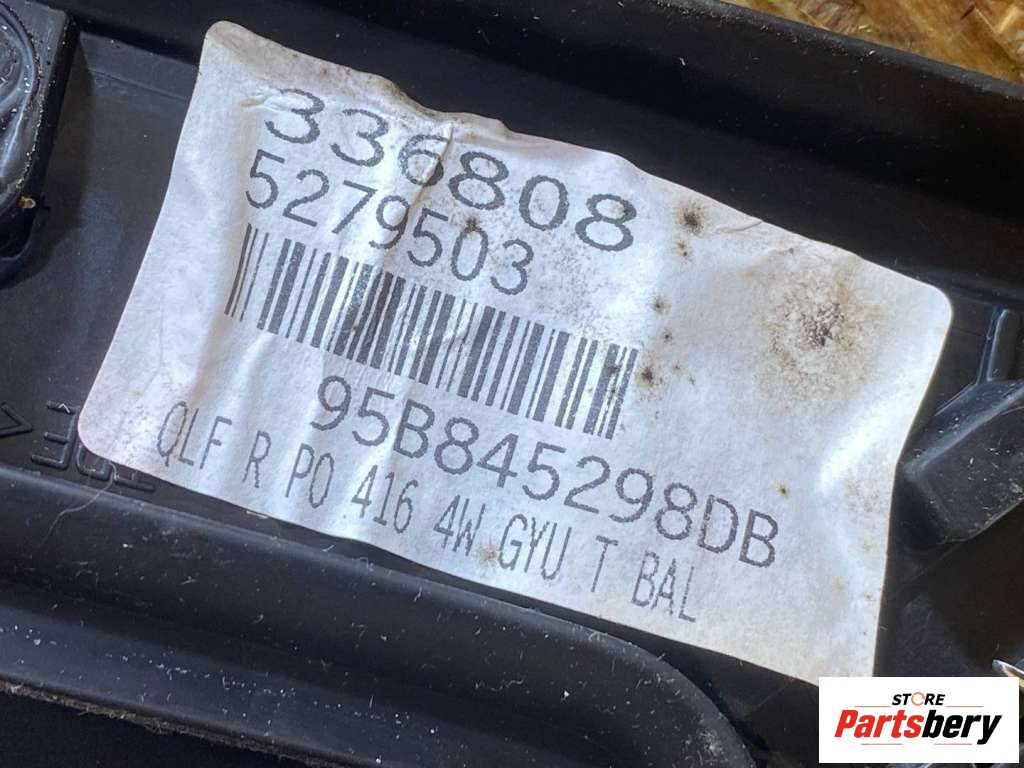 336808
5279503
95B845298DB
QLF R PO 416 4W GYU T BAL
STORE
Partsbery